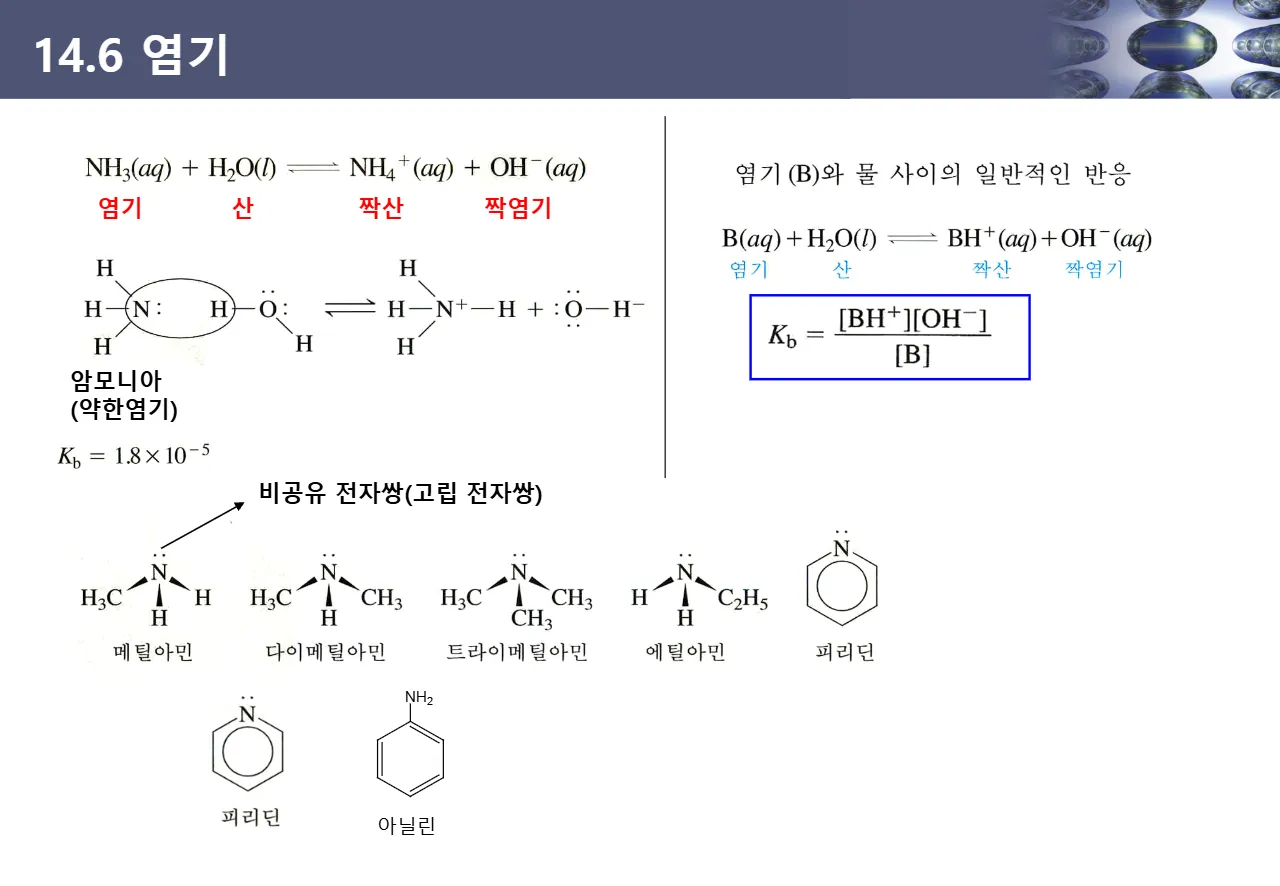 14.6 염기
NH₃(aq) + H₂O(l) ⇌ NH₄⁺(aq) + OH⁻(aq)
염기 산 짝산 짝염기
H H
H—N: H—O: ⇌ H—N⁺—H + :O—H⁻
H H H
암모니아
(약한염기)
K_b = 1.8×10⁻⁵
염기 (B)와 물 사이의 일반적인 반응
B(aq)+H₂O(l) ⇌ BH⁺(aq)+OH⁻(aq)
염기 산 짝산 짝염기
K_b = [BH⁺][OH⁻] / [B]
비공유 전자쌍(고립 전자쌍)
N N N N N
H₃C H H₃C CH₃ H₃C CH₃ H C₂H₅
H H CH₃ H
메틸아민 다이메틸아민 트라이메틸아민 에틸아민 피리딘
N NH₂
피리딘 아닐린